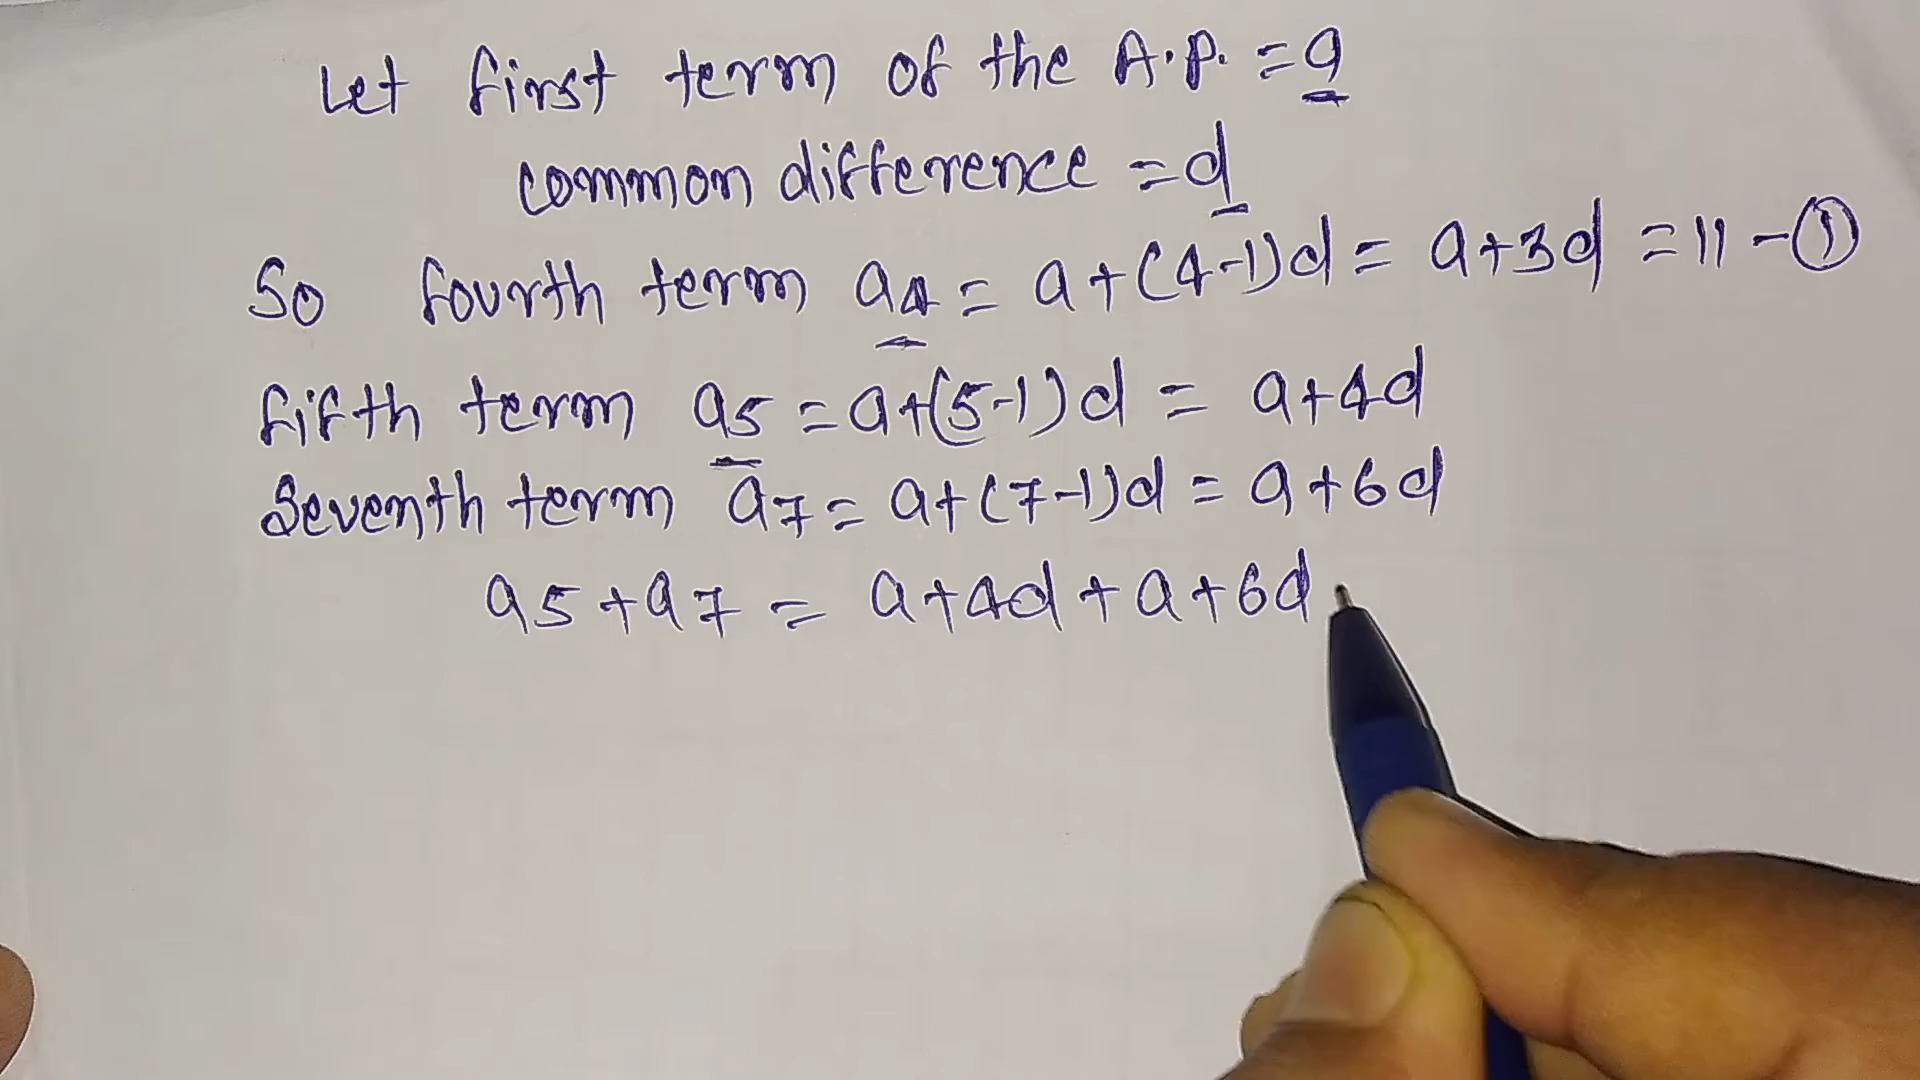 Let first term of the A.P. = a
common difference = d
So fourth term a4 = a+(4-1)d = a+3d = 11 - ①
fifth term a5 = a+(5-1)d = a+4d
Seventh term a7 = a+(7-1)d = a+6d
a5+a7 = a+4d+a+6d